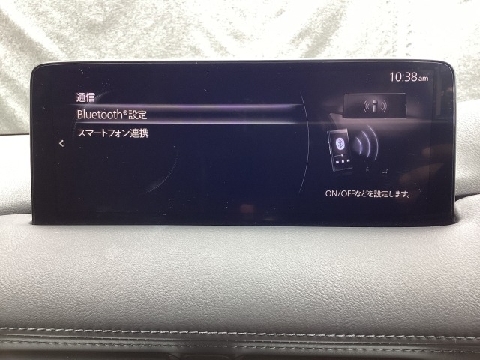 10:38am
通信
Bluetooth®設定
スマートフォン連携
ON/OFFなどを設定します。